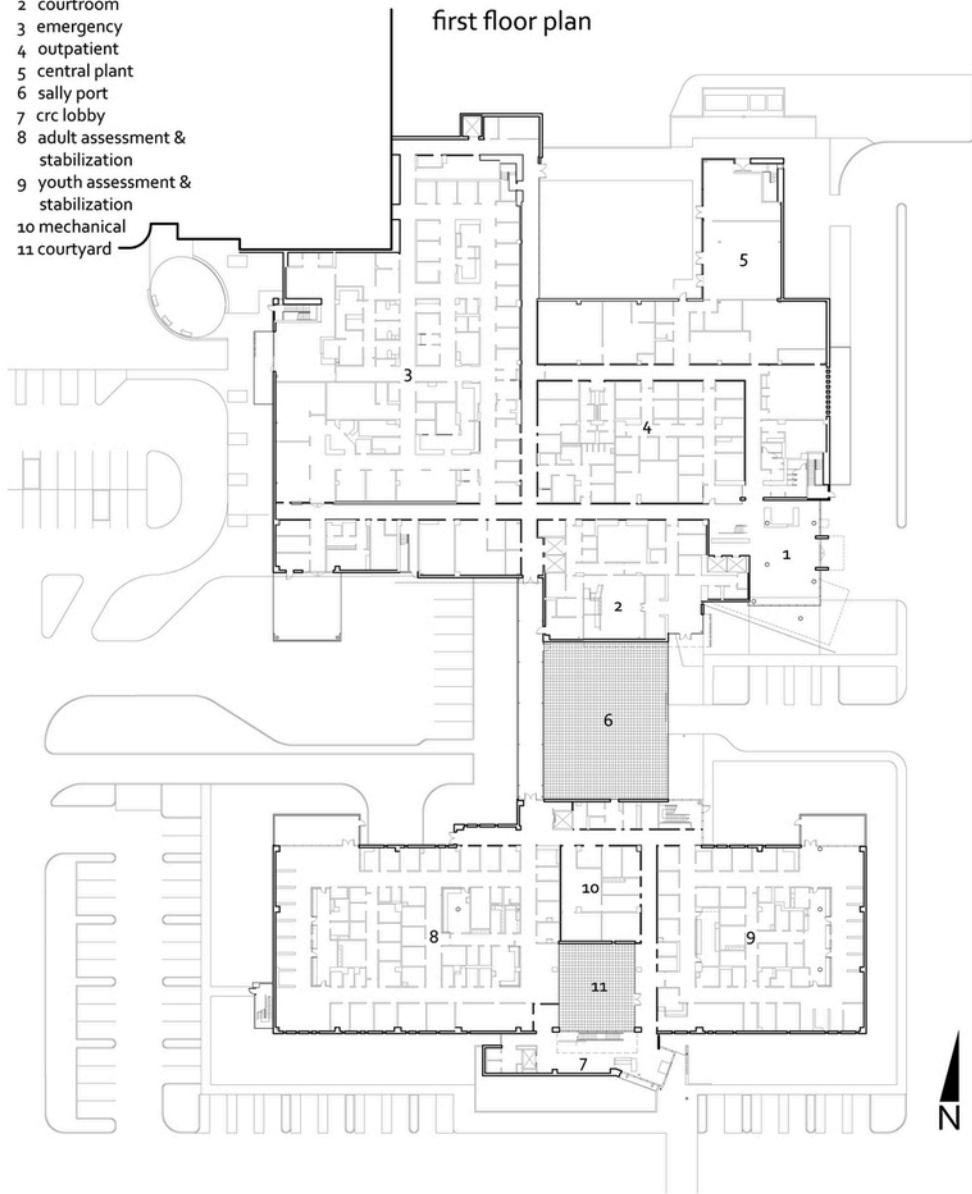 2 courtroom
first floor plan
3 emergency
4 outpatient
5 central plant
6 sally port
7 crc lobby
8 adult assessment &
stabilization
9 youth assessment &
stabilization
10 mechanical
11 courtyard
5
3
4
1
2
6
10
8
9
11
7
N